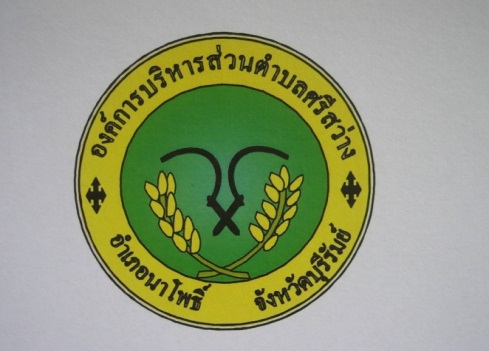 องค์การบริหารส่วนตำบลศรีสว่าง
อำเภอนาโพธิ์
จังหวัดบุรีรัมย์